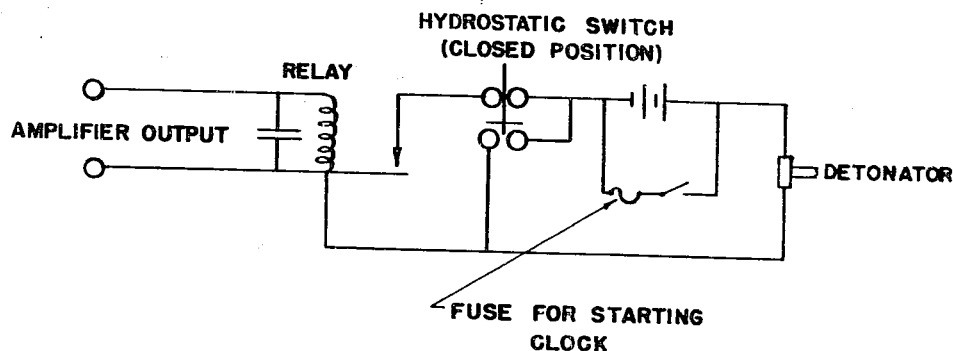 HYDROSTATIC SWITCH
(CLOSED POSITION)
RELAY
AMPLIFIER OUTPUT
DETONATOR
FUSE FOR STARTING
CLOCK